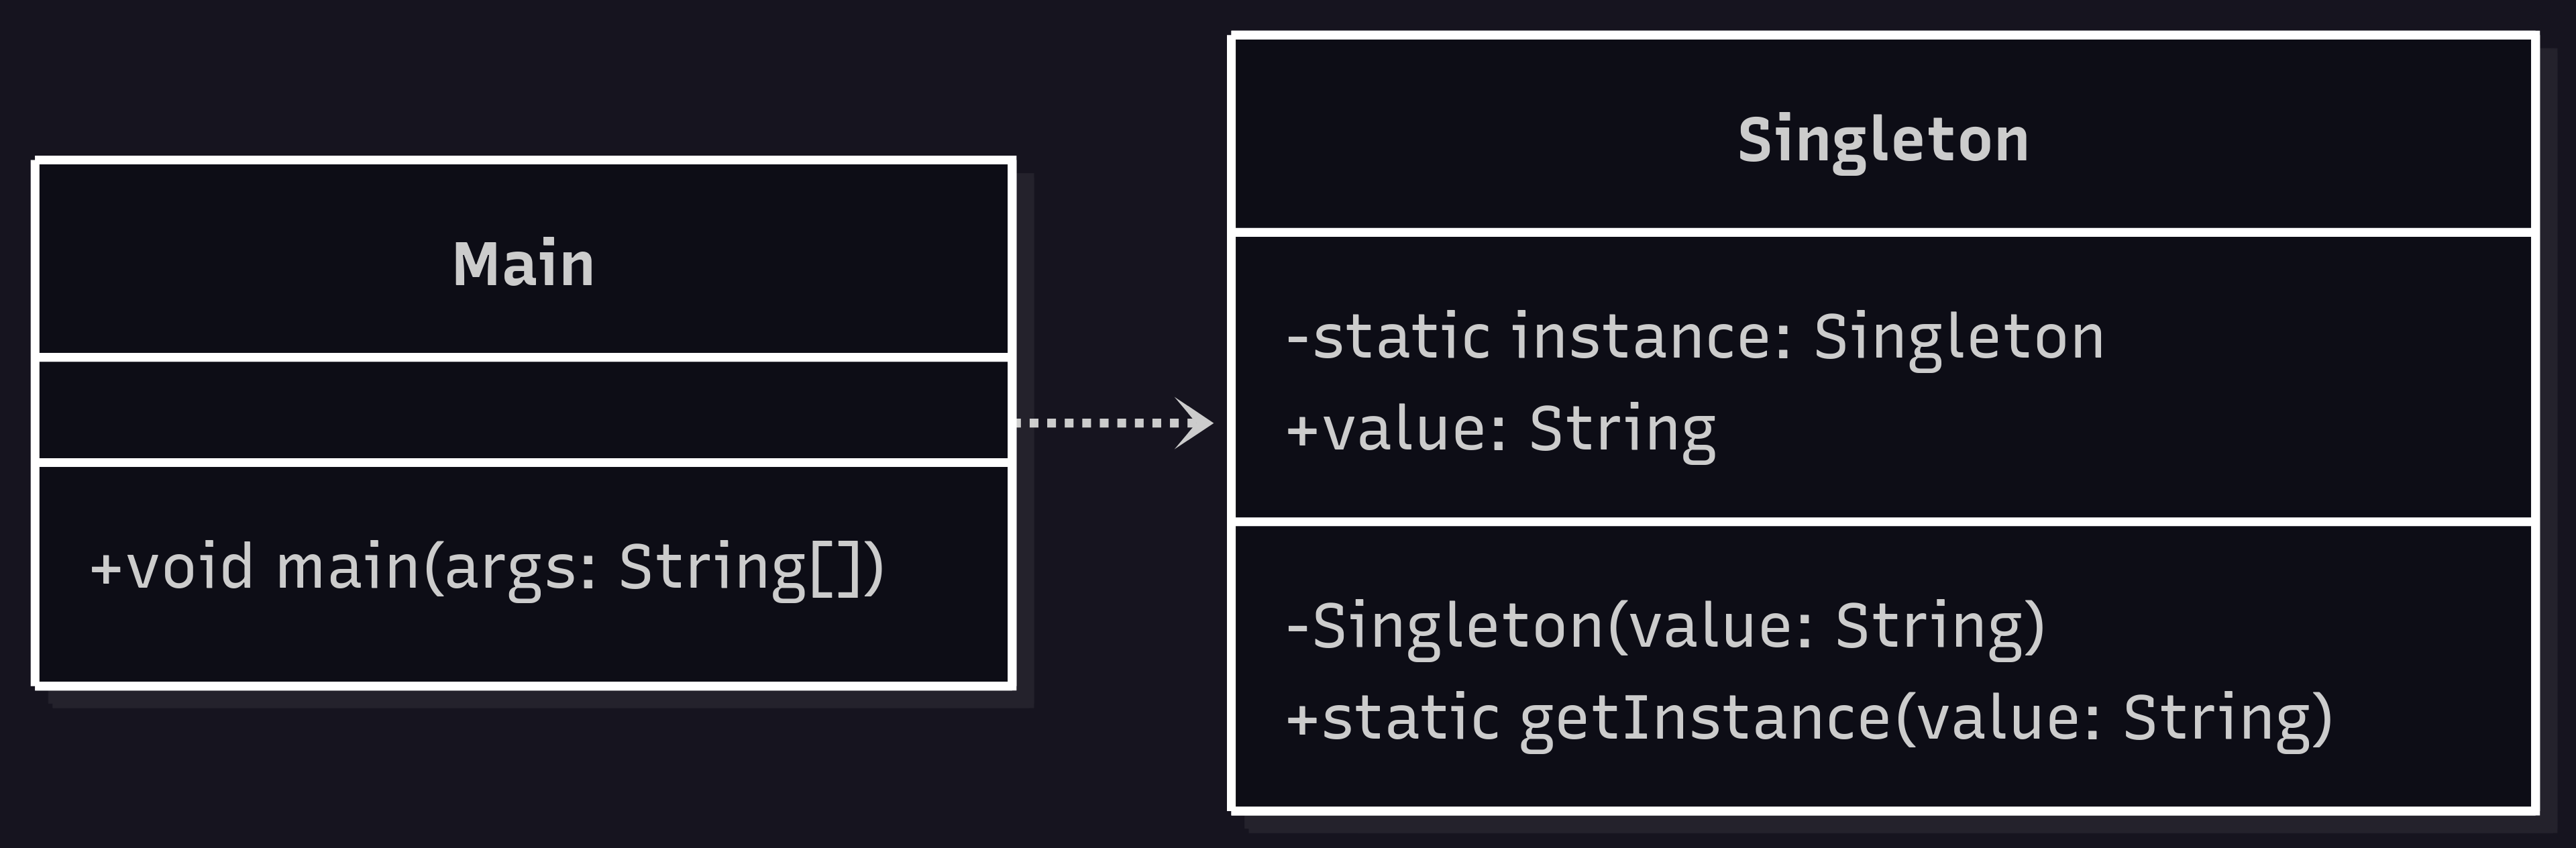 Main
+void main(args: String[])
Singleton
-static instance: Singleton
+value: String
-Singleton(value: String)
+static getInstance(value: String)